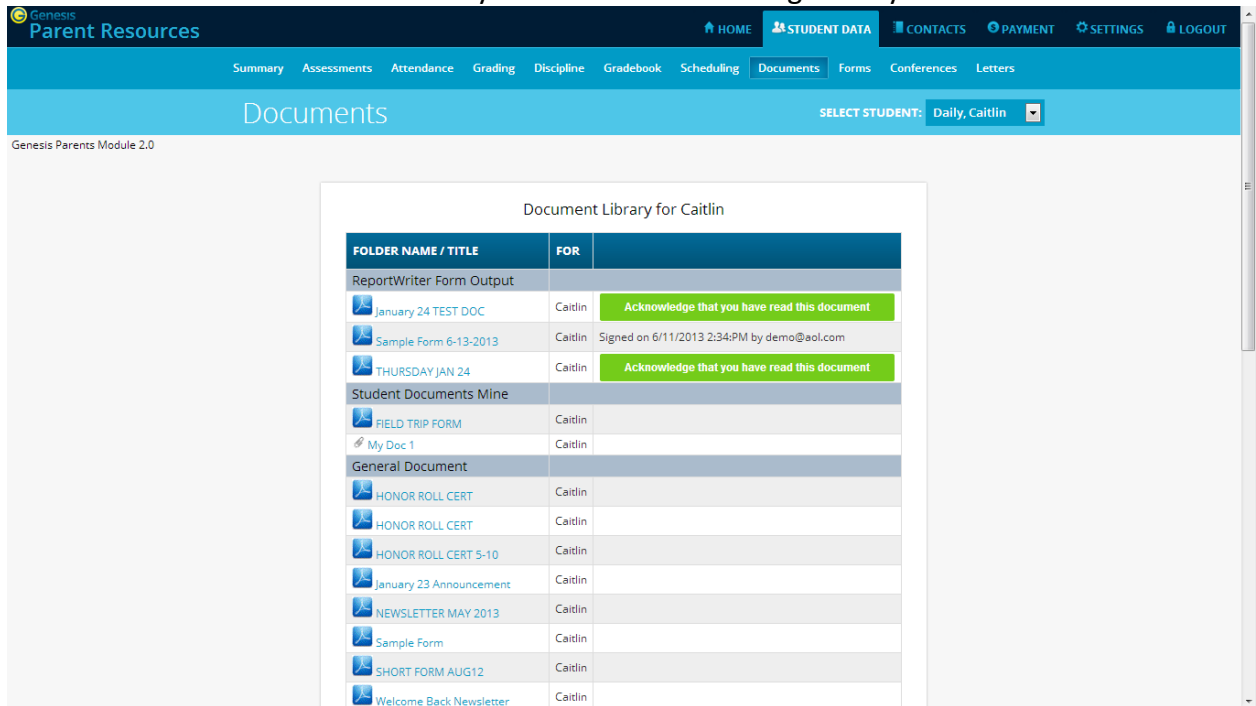 Genesis
Parent Resources
HOME STUDENT DATA CONTACTS PAYMENT SETTINGS LOGOUT
Summary Assessments Attendance Grading Discipline Gradebook Scheduling Documents Forms Conferences Letters
Documents SELECT STUDENT: Daily, Caitlin
Genesis Parents Module 2.0
Document Library for Caitlin
FOLDER NAME / TITLE FOR
ReportWriter Form Output
January 24 TEST DOC Caitlin Acknowledge that you have read this document
Sample Form 6-13-2013 Caitlin Signed on 6/11/2013 2:34:PM by demo@aol.com
THURSDAY JAN 24 Caitlin Acknowledge that you have read this document
Student Documents Mine
FIELD TRIP FORM Caitlin
My Doc 1 Caitlin
General Document
HONOR ROLL CERT Caitlin
HONOR ROLL CERT Caitlin
HONOR ROLL CERT 5-10 Caitlin
January 23 Announcement Caitlin
NEWSLETTER MAY 2013 Caitlin
Sample Form Caitlin
SHORT FORM AUG12 Caitlin
Welcome Back Newsletter Caitlin